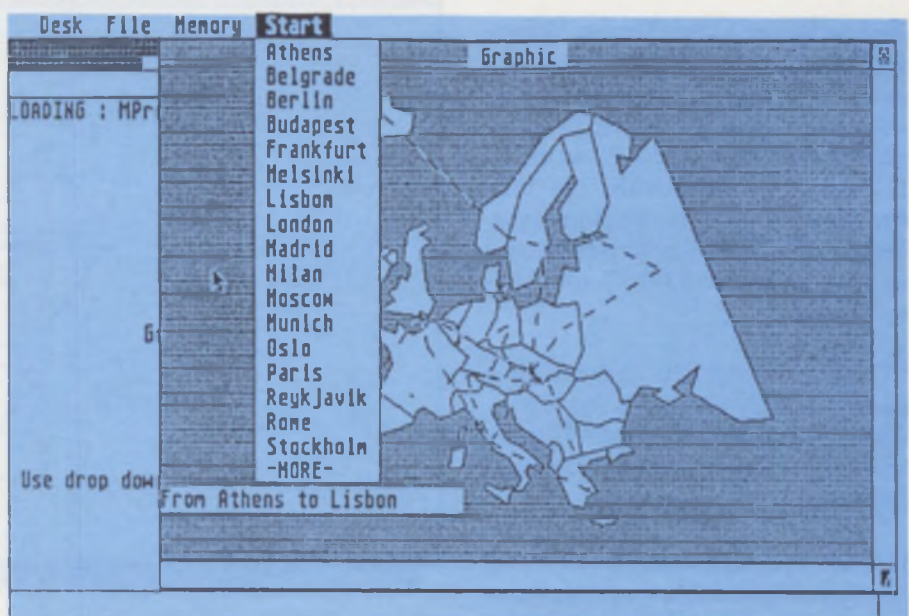 Desk File Memory Start
Graphic
Athens
Belgrade
Berlin
Budapest
Frankfurt
Helsinki
Lisbon
London
Madrid
Milan
Moscow
Munich
Oslo
Paris
Reykjavik
Rome
Stockholm
-MORE-
LOADING : MPr
G
Use drop dow
From Athens to Lisbon